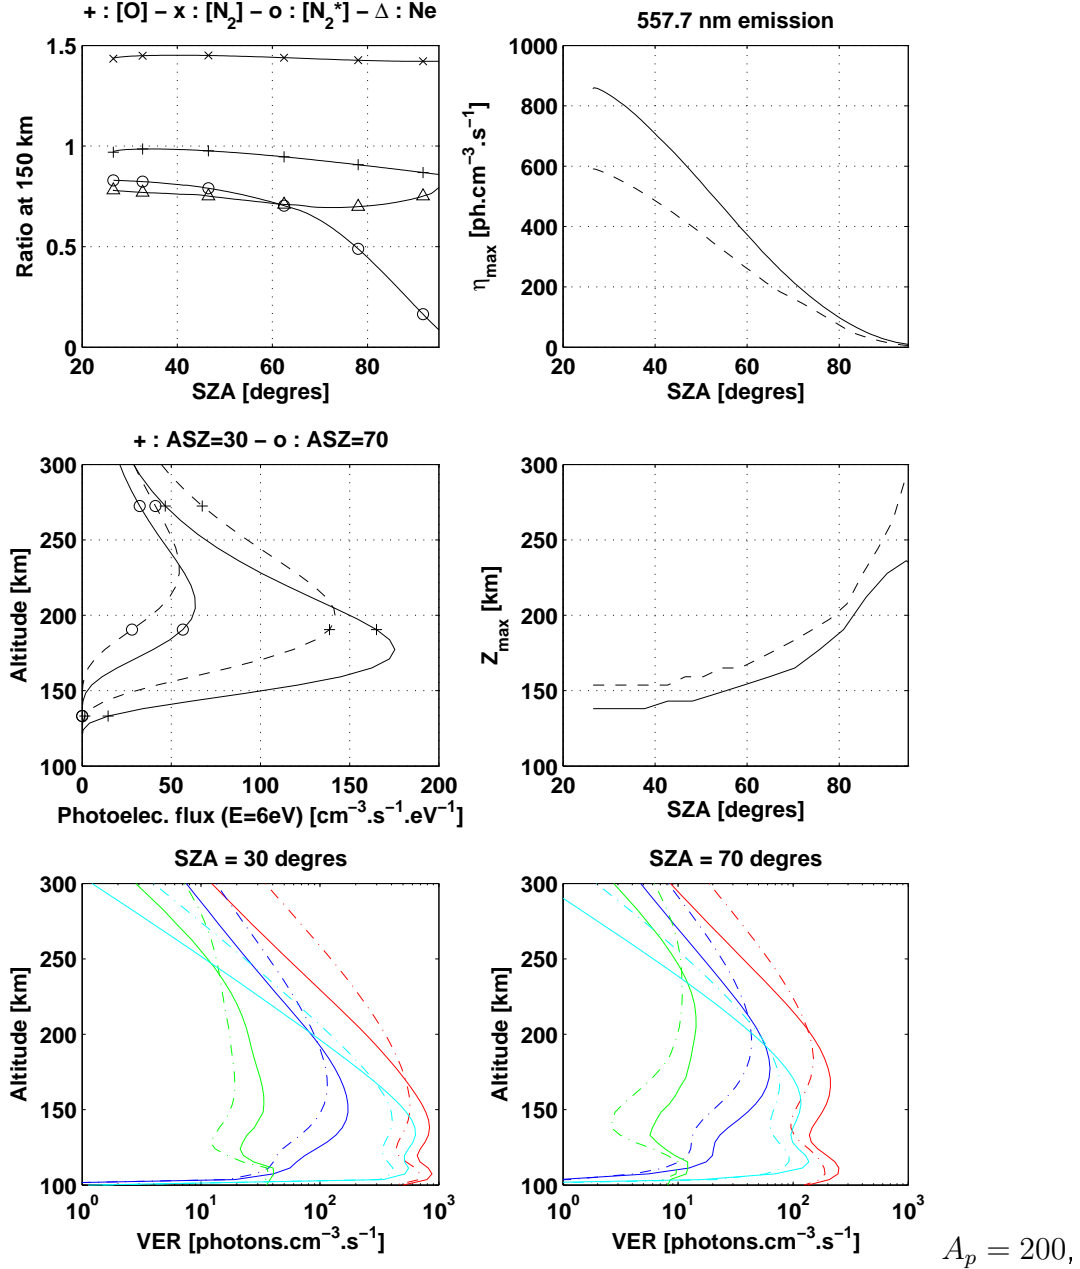 + : [O] − x : [N2] − o : [N2*] − Δ : Ne
Ratio at 150 km
1.5
1
0.5
0
20 40 60 80
SZA [degres]
557.7 nm emission
ηmax [ph.cm−3.s−1]
1000
800
600
400
200
0
20 40 60 80
SZA [degres]
+ : ASZ=30 − o : ASZ=70
Altitude [km]
300
250
200
150
100
0 50 100 150 200
Photoelec. flux (E=6eV) [cm−3.s−1.eV−1]
Zmax [km]
300
250
200
150
100
20 40 60 80
SZA [degres]
SZA = 30 degres
Altitude [km]
300
250
200
150
100
10^0 10^1 10^2 10^3
VER [photons.cm−3.s−1]
SZA = 70 degres
Altitude [km]
300
250
200
150
100
10^0 10^1 10^2 10^3
VER [photons.cm−3.s−1]
Ap = 200,